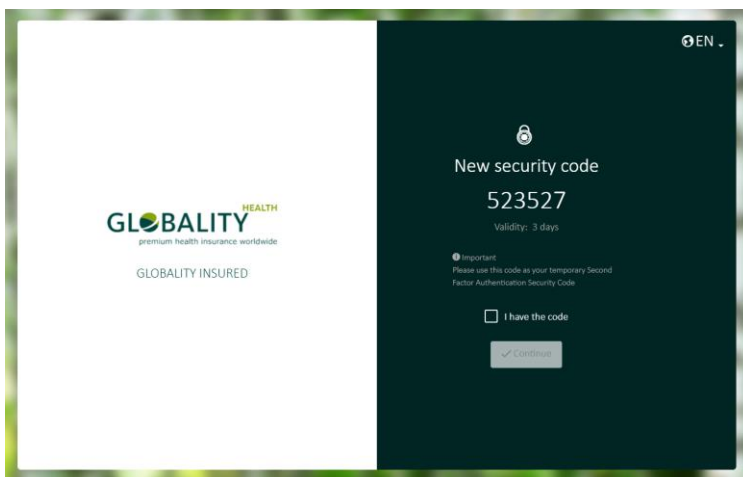 HEALTH
GLOBALITY
premium health insurance worldwide
GLOBALITY INSURED
EN
New security code
523527
Validity: 3 days
Important
Please use this code as your temporary Second
Factor Authentication Security Code
I have the code
Continue